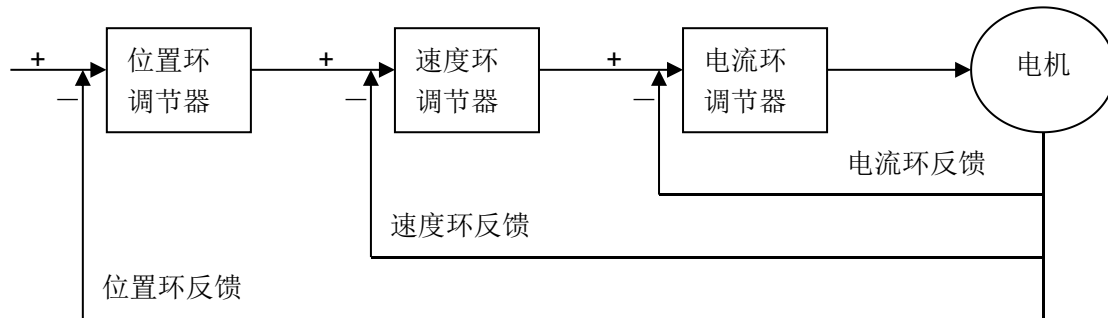 +
位置环
调节器
—
+
速度环
调节器
—
+
电流环
调节器
—
电机
电流环反馈
速度环反馈
位置环反馈